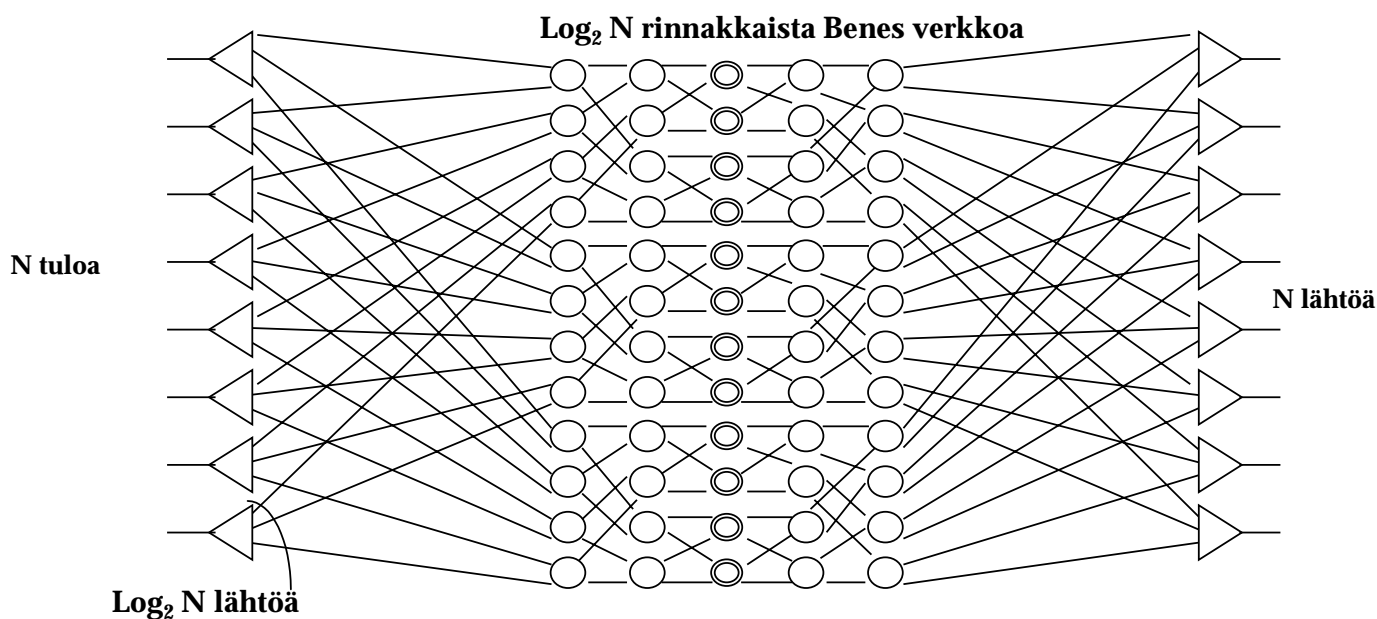 Log₂ N rinnakkaista Benes verkkoa
N tuloa
N lähtöä
Log₂ N lähtöä